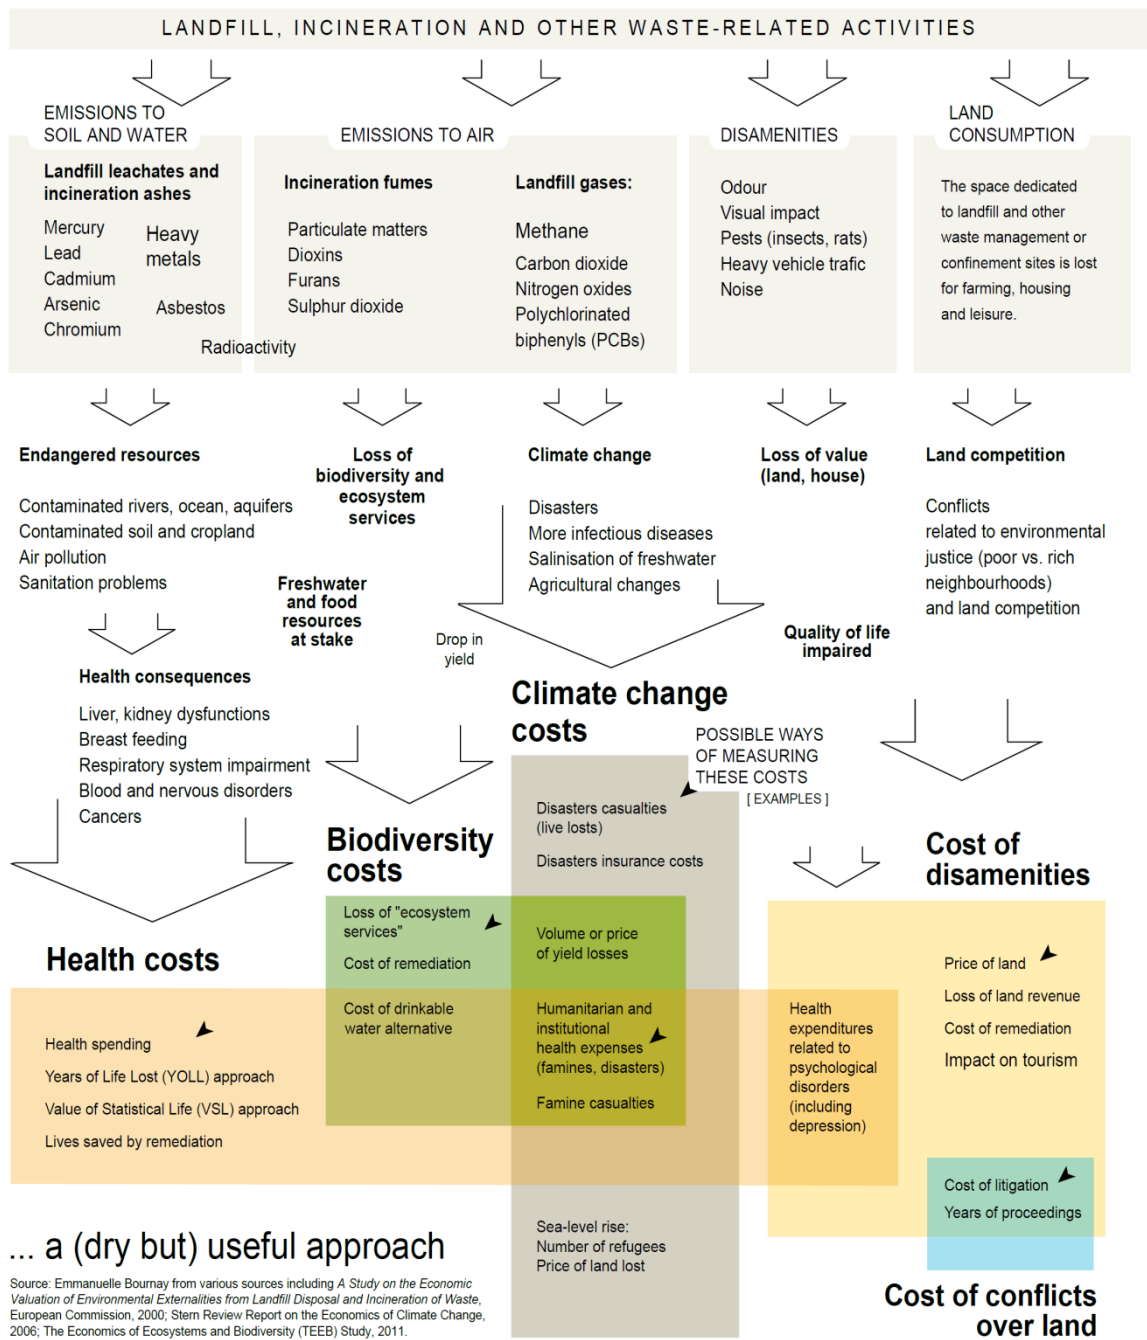 LANDFILL, INCINERATION AND OTHER WASTE-RELATED ACTIVITIES
EMISSIONS TO
SOIL AND WATER
Landfill leachates and
incineration ashes
Mercury
Lead
Cadmium
Arsenic
Chromium
Heavy
metals
Asbestos
Radioactivity
EMISSIONS TO AIR
Incineration fumes
Particulate matters
Dioxins
Furans
Sulphur dioxide
Landfill gases:
Methane
Carbon dioxide
Nitrogen oxides
Polychlorinated
biphenyls (PCBs)
DISAMENITIES
Odour
Visual impact
Pests (insects, rats)
Heavy vehicle trafic
Noise
LAND
CONSUMPTION
The space dedicated
to landfill and other
waste management or
confinement sites is lost
for farming, housing
and leisure.
Endangered resources
Contaminated rivers, ocean, aquifers
Contaminated soil and cropland
Air pollution
Sanitation problems
Loss of
biodiversity and
ecosystem
services
Climate change
Disasters
More infectious diseases
Salinisation of freshwater
Agricultural changes
Loss of value
(land, house)
Land competition
Conflicts
related to environmental
justice (poor vs. rich
neighbourhoods)
and land competition
Freshwater
and food
resources
at stake
Drop in
yield
Quality of life
impaired
Health consequences
Liver, kidney dysfunctions
Breast feeding
Respiratory system impairment
Blood and nervous disorders
Cancers
Climate change
costs
POSSIBLE WAYS
OF MEASURING
THESE COSTS
[ EXAMPLES ]
Disasters casualties
(live losts)
Disasters insurance costs
Biodiversity
costs
Cost of
disamenities
Loss of "ecosystem
services"
Cost of remediation
Cost of drinkable
water alternative
Volume or price
of yield losses
Humanitarian and
institutional
health expenses
(famines, disasters)
Famine casualties
Health costs
Health spending
Years of Life Lost (YOLL) approach
Value of Statistical Life (VSL) approach
Lives saved by remediation
Health
expenditures
related to
psychological
disorders
(including
depression)
Price of land
Loss of land revenue
Cost of remediation
Impact on tourism
Cost of litigation
Years of proceedings
Sea-level rise:
Number of refugees
Price of land lost
Cost of conflicts
over land
... a (dry but) useful approach
Source: Emmanuelle Bournay from various sources including A Study on the Economic
Valuation of Environmental Externalities from Landfill Disposal and Incineration of Waste,
European Commission, 2000; Stern Review Report on the Economics of Climate Change,
2006; The Economics of Ecosystems and Biodiversity (TEEB) Study, 2011.